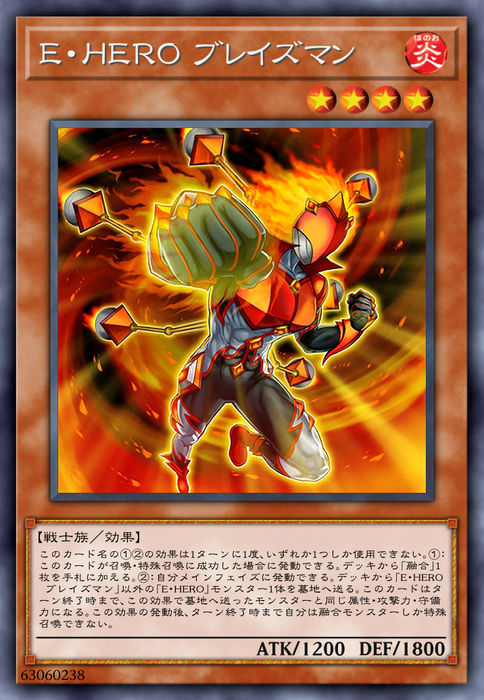 E・HERO ブレイズマン
ほのお
炎
【戦士族／効果】
このカード名の①②の効果は1ターンに1度、いずれか1つしか使用できない。①：
このカードが召喚・特殊召喚に成功した場合に発動できる。デッキから「融合」1
枚を手札に加える。②：自分メインフェイズに発動できる。デッキから「E・HERO
ブレイズマン」以外の「E・HERO」モンスター1体を墓地へ送る。このカードはター
ン終了時まで、この効果で墓地へ送ったモンスターと同じ属性・攻撃力・守備
力になる。この効果の発動後、ターン終了時まで自分は融合モンスターしか特殊
召喚できない。
ATK/1200 DEF/1800
63060238